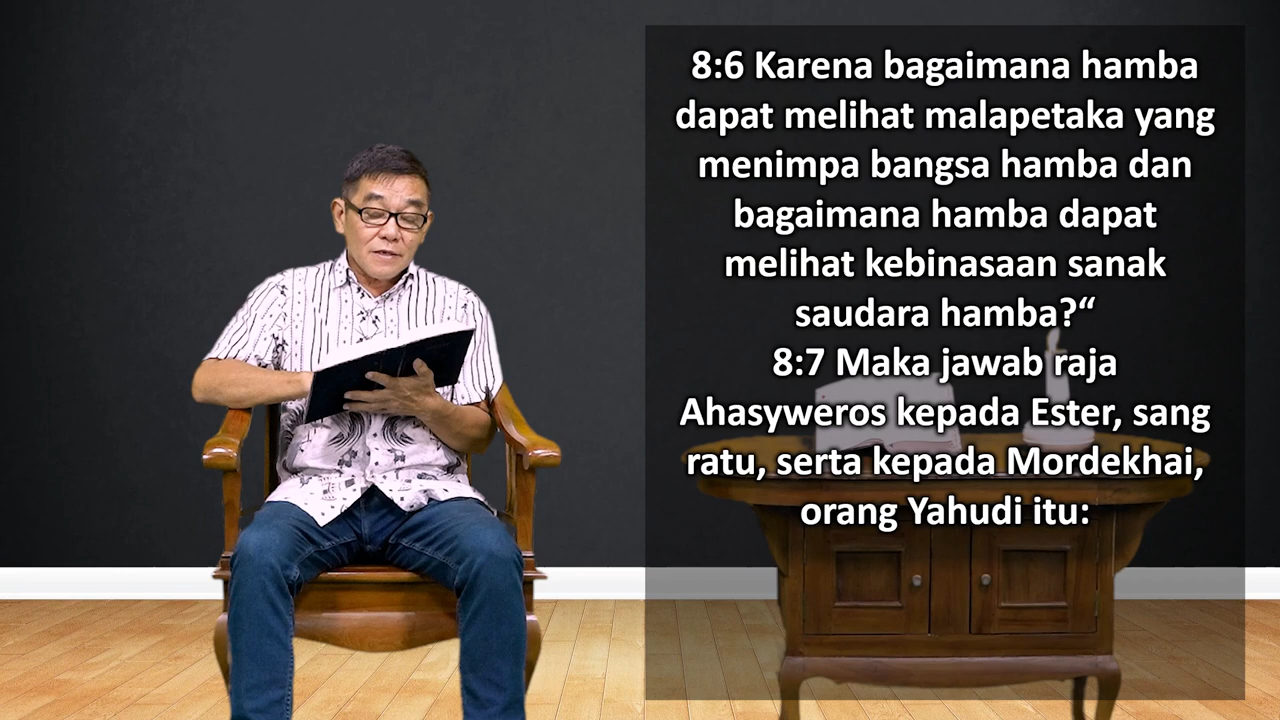 8:6 Karena bagaimana hamba
dapat melihat malapetaka yang
menimpa bangsa hamba dan
bagaimana hamba dapat
melihat kebinasaan sanak
saudara hamba?“
8:7 Maka jawab raja
Ahasyweros kepada Ester, sang
ratu, serta kepada Mordekhai,
orang Yahudi itu: